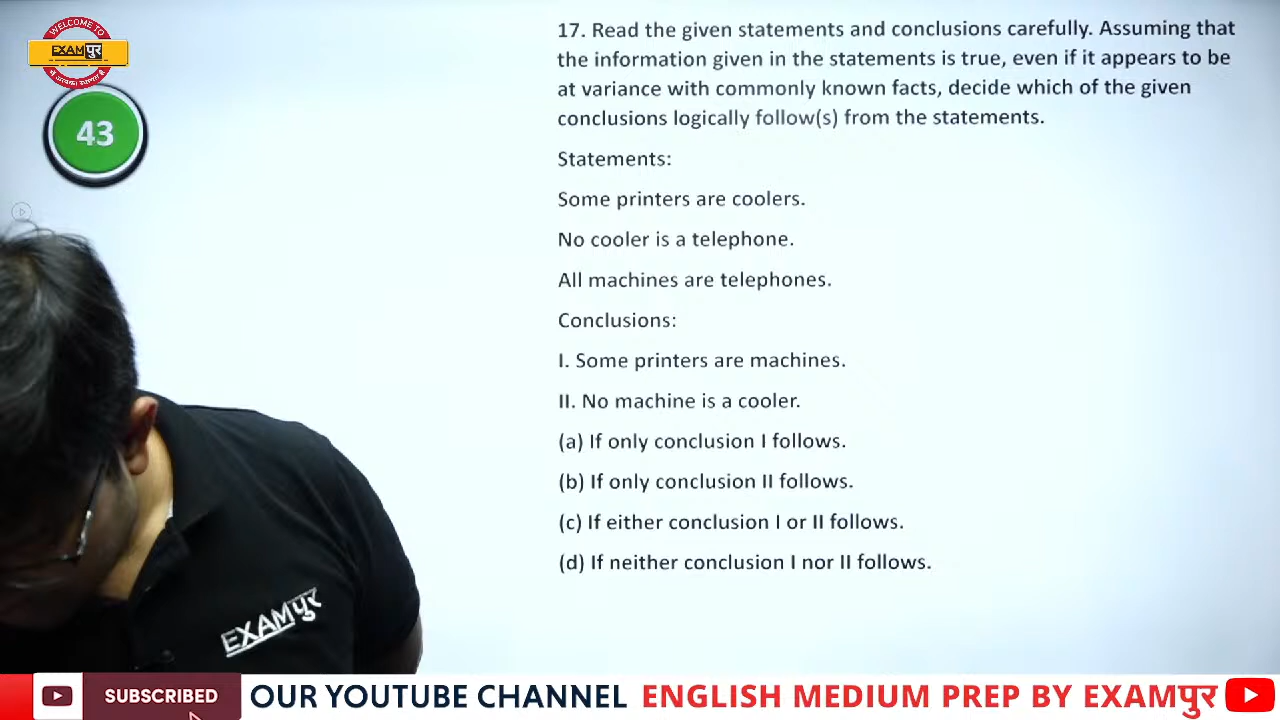 WELCOME TO
EXAMपुर
43
17. Read the given statements and conclusions carefully. Assuming that
the information given in the statements is true, even if it appears to be
at variance with commonly known facts, decide which of the given
conclusions logically follow(s) from the statements.
Statements:
Some printers are coolers.
No cooler is a telephone.
All machines are telephones.
Conclusions:
I. Some printers are machines.
II. No machine is a cooler.
(a) If only conclusion I follows.
(b) If only conclusion II follows.
(c) If either conclusion I or II follows.
(d) If neither conclusion I nor II follows.
EXAMपुर
SUBSCRIBED OUR YOUTUBE CHANNEL ENGLISH MEDIUM PREP BY EXAMपुर